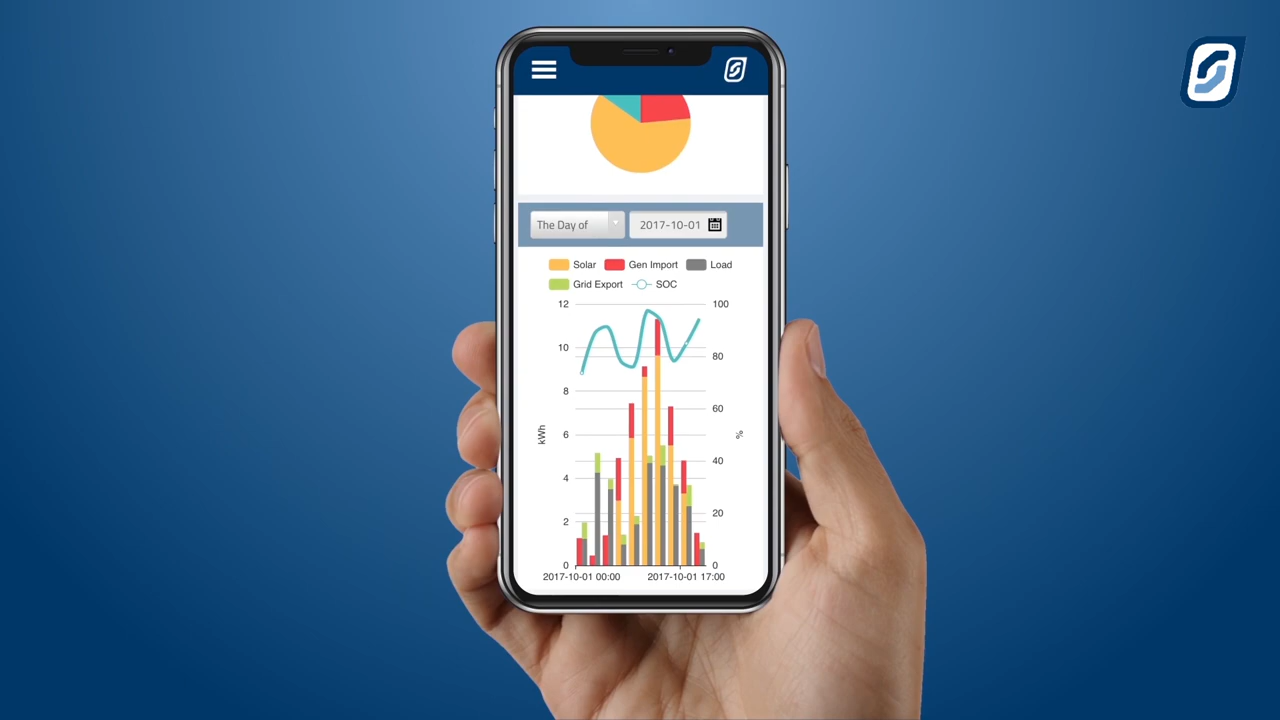 The Day of 2017-10-01
Solar Gen Import Load
Grid Export SOC
12 100
10 80
8
60
6
kWh %
40
4
20
2
0 0
2017-10-01 00:00 2017-10-01 17:00